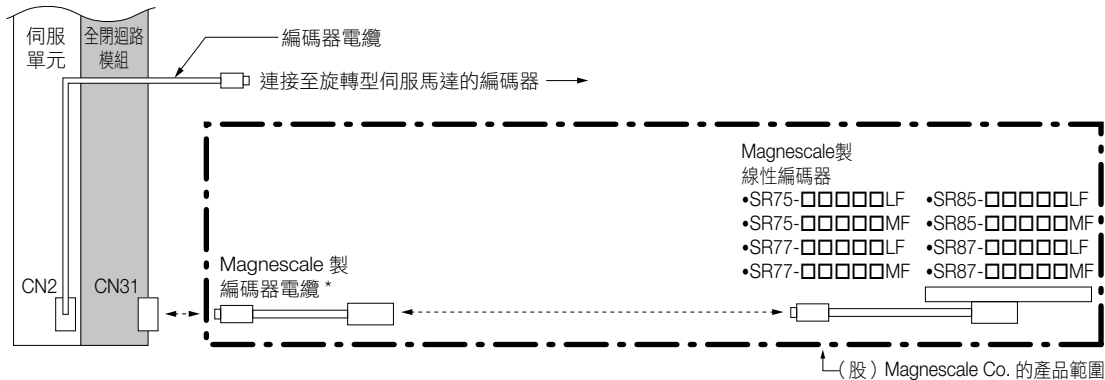 伺服
單元
全閉迴路
模組
編碼器電纜
連接至旋轉型伺服馬達的編碼器
Magnescale製
線性編碼器
•SR75-□□□□□LF
•SR85-□□□□□LF
•SR75-□□□□□MF
•SR85-□□□□□MF
•SR77-□□□□□LF
•SR87-□□□□□LF
•SR77-□□□□□MF
•SR87-□□□□□MF
CN2
CN31
Magnescale 製
編碼器電纜 *
（股）Magnescale Co. 的產品範圍